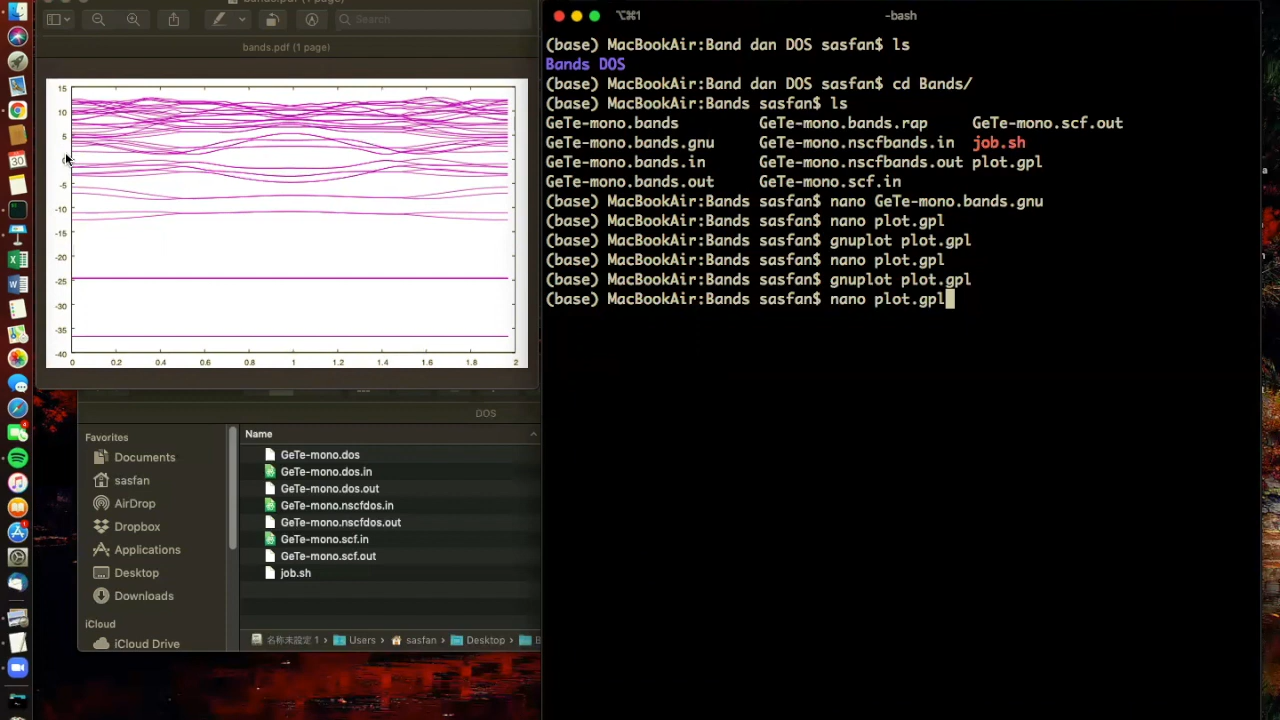 Search
bands.pdf (1 page)
15
10
5
0
-5
-10
-15
-20
-25
-30
-35
-40
0 0.2 0.4 0.6 0.8 1 1.2 1.4 1.6 1.8 2
DOS
Favorites
Documents
sasfan
AirDrop
Dropbox
Applications
Desktop
Downloads
iCloud
iCloud Drive
Name
GeTe-mono.dos
GeTe-mono.dos.in
GeTe-mono.dos.out
GeTe-mono.nscfdos.in
GeTe-mono.nscfdos.out
GeTe-mono.scf.in
GeTe-mono.scf.out
job.sh
名称未設定 1 › Users › sasfan › Desktop ›
⌥⌘1 -bash
(base) MacBookAir:Band dan DOS sasfan$ ls
Bands DOS
(base) MacBookAir:Band dan DOS sasfan$ cd Bands/
(base) MacBookAir:Bands sasfan$ ls
GeTe-mono.bands GeTe-mono.bands.rap GeTe-mono.scf.out
GeTe-mono.bands.gnu GeTe-mono.nscfbands.in job.sh
GeTe-mono.bands.in GeTe-mono.nscfbands.out plot.gpl
GeTe-mono.bands.out GeTe-mono.scf.in
(base) MacBookAir:Bands sasfan$ nano GeTe-mono.bands.gnu
(base) MacBookAir:Bands sasfan$ nano plot.gpl
(base) MacBookAir:Bands sasfan$ gnuplot plot.gpl
(base) MacBookAir:Bands sasfan$ nano plot.gpl
(base) MacBookAir:Bands sasfan$ gnuplot plot.gpl
(base) MacBookAir:Bands sasfan$ nano plot.gpl